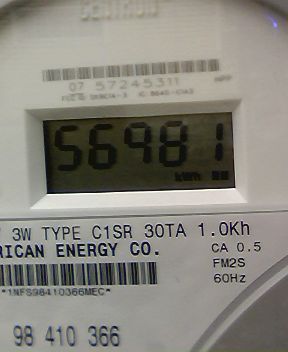 CENTRON
07 57245311
56981
kWh
3W TYPE C1SR 30TA 1.0Kh
RICAN ENERGY CO.
CA 0.5
FM2S
60Hz
*1NFS98410366MEC*
98 410 366